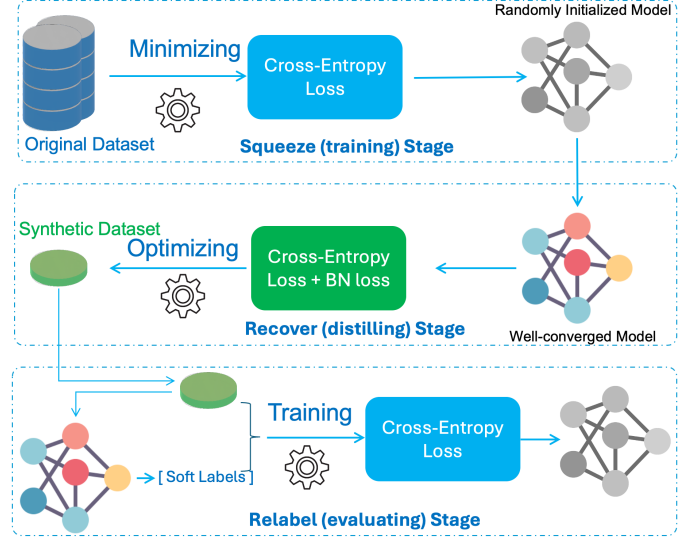 Randomly Initialized Model
Minimizing
Cross-Entropy
Loss
Original Dataset
Squeeze (training) Stage
Synthetic Dataset
Optimizing
Cross-Entropy
Loss + BN loss
Recover (distilling) Stage
Well-converged Model
Training
Cross-Entropy
Loss
[ Soft Labels ]
Relabel (evaluating) Stage